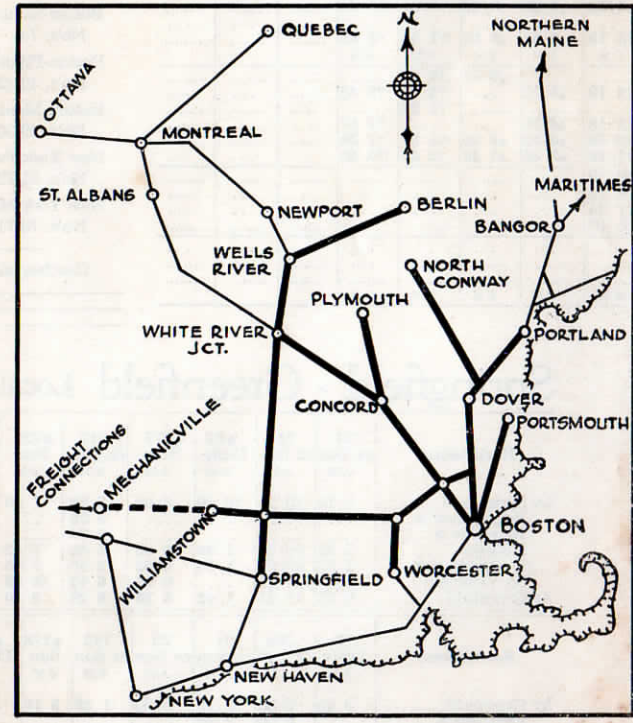 QUEBEC
N
NORTHERN
MAINE
OTTAWA
MONTREAL
ST. ALBANS
NEWPORT
BERLIN
MARITIMES
BANGOR
WELLS
RIVER
NORTH
CONWAY
PLYMOUTH
WHITE RIVER
JCT.
PORTLAND
CONCORD
DOVER
PORTSMOUTH
FREIGHT
CONNECTIONS
MECHANICVILLE
WILLIAMSTOWN
BOSTON
SPRINGFIELD
WORCESTER
NEW HAVEN
NEW YORK